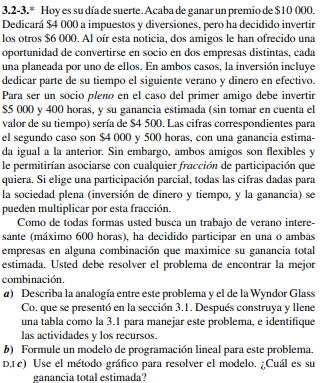 3.2-3.* Hoy es su día de suerte. Acaba de ganar un premio de $10 000.
Dedicará $4 000 a impuestos y diversiones, pero ha decidido invertir
los otros $6 000. Al oír esta noticia, dos amigos le han ofrecido una
oportunidad de convertirse en socio en dos empresas distintas, cada
una planeada por uno de ellos. En ambos casos, la inversión incluye
dedicar parte de su tiempo el siguiente verano y dinero en efectivo.
Para ser un socio pleno en el caso del primer amigo debe invertir
$5 000 y 400 horas, y su ganancia estimada (sin tomar en cuenta el
valor de su tiempo) sería de $4 500. Las cifras correspondientes para
el segundo caso son $4 000 y 500 horas, con una ganancia estima-
da igual a la anterior. Sin embargo, ambos amigos son flexibles y
le permitirían asociarse con cualquier fracción de participación que
quiera. Si elige una participación parcial, todas las cifras dadas para
la sociedad plena (inversión de dinero y tiempo, y la ganancia) se
pueden multiplicar por esta fracción.
Como de todas formas usted busca un trabajo de verano intere-
sante (máximo 600 horas), ha decidido participar en una o ambas
empresas en alguna combinación que maximice su ganancia total
estimada. Usted debe resolver el problema de encontrar la mejor
combinación.
a) Describa la analogía entre este problema y el de la Wyndor Glass
Co. que se presentó en la sección 3.1. Después construya y llene
una tabla como la 3.1 para manejar este problema, e identifique
las actividades y los recursos.
b) Formule un modelo de programación lineal para este problema.
D,I c) Use el método gráfico para resolver el modelo. ¿Cuál es su
ganancia total estimada?